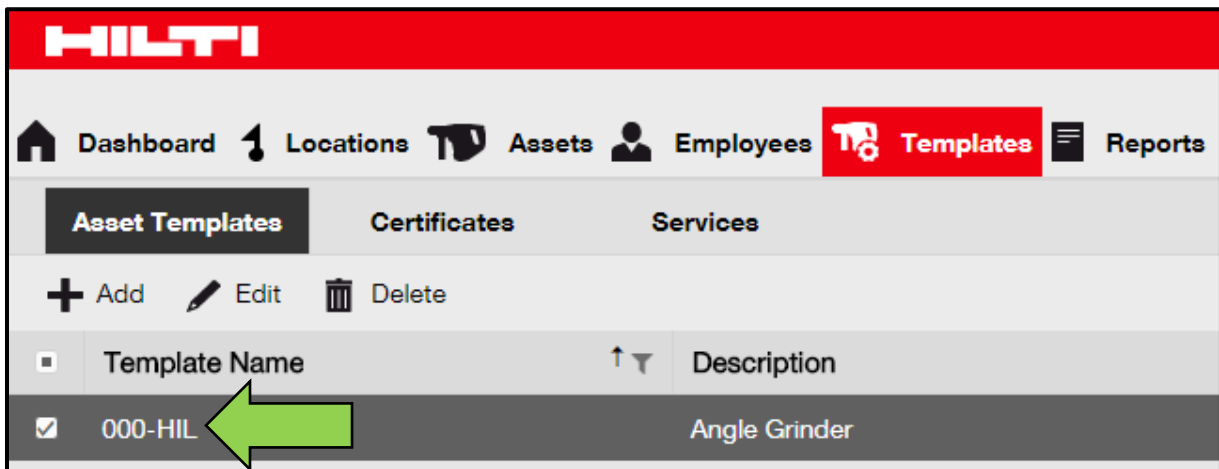 HILTI
Dashboard Locations Assets Employees Templates Reports
Asset Templates Certificates Services
Add Edit Delete
Template Name Description
000-HIL Angle Grinder